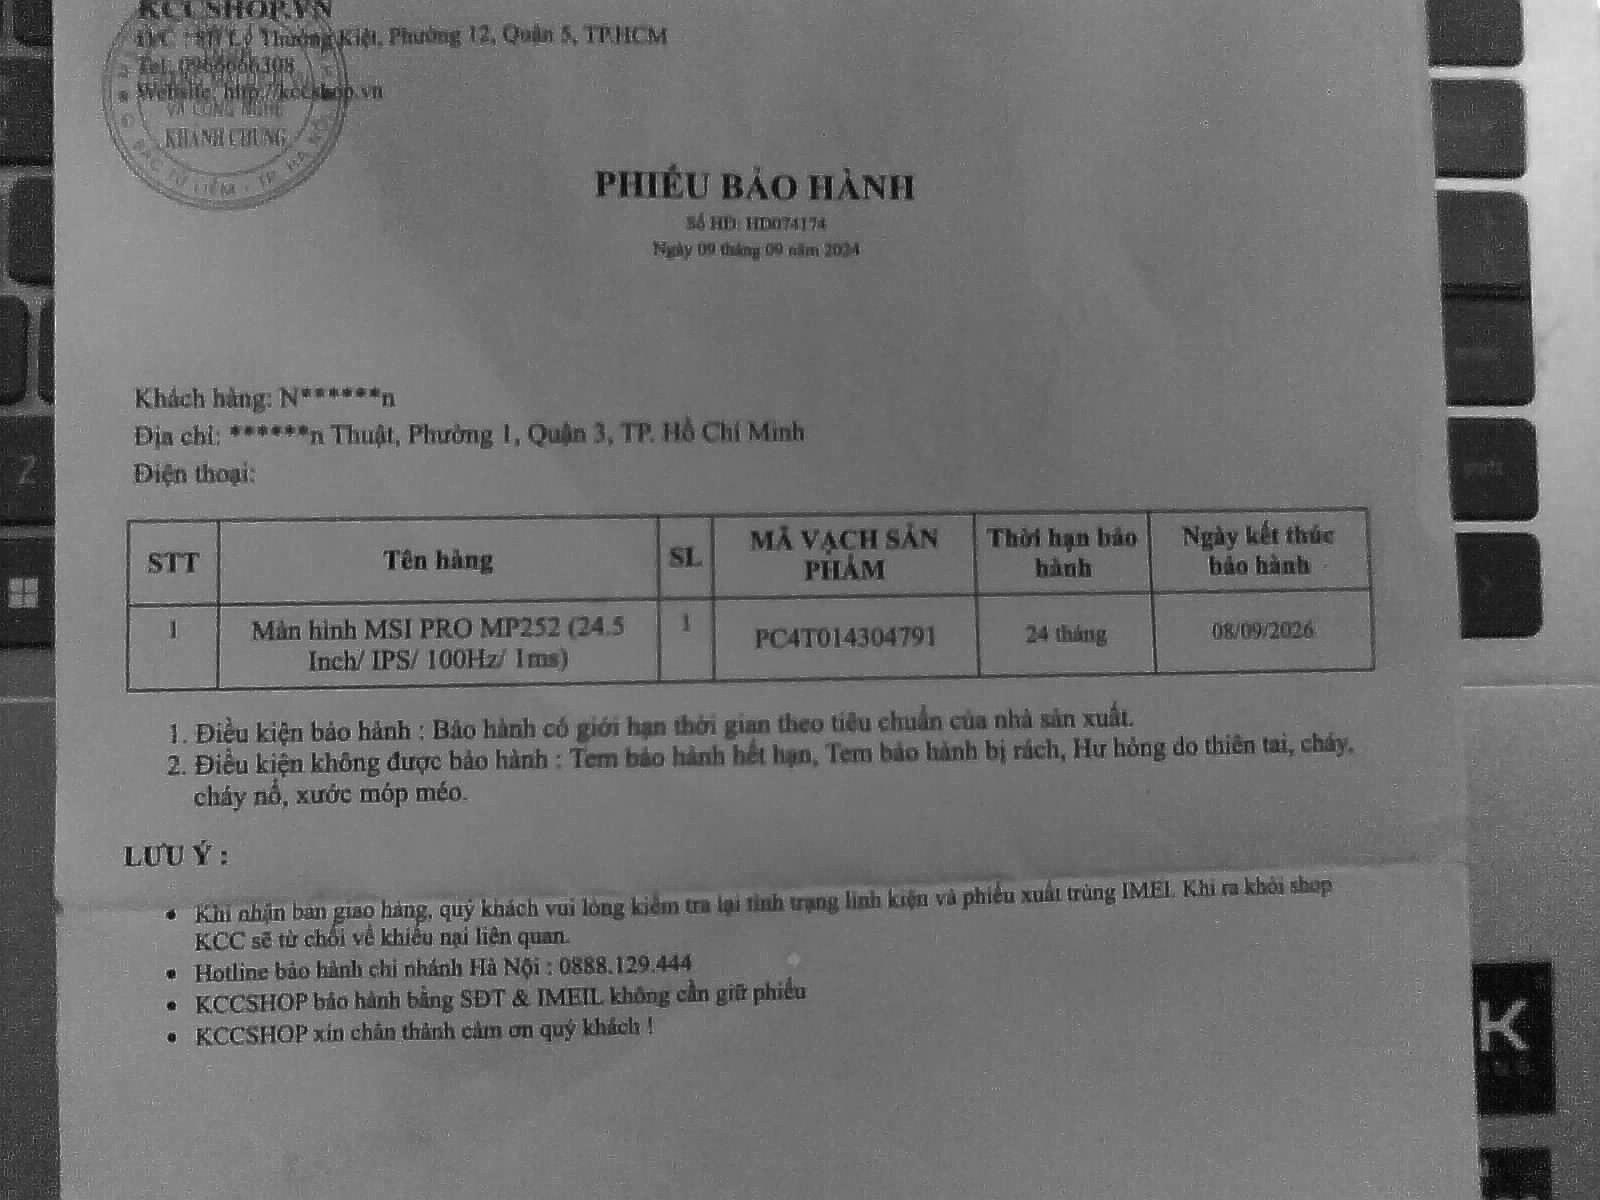 KCCSHOP.VN
Đ/C : Lý Thường Kiệt, Phường 12, Quận 5, TP.HCM
Tel: 0966666308
Website: http://kccshop.vn
VÀ CÔNG NGHỆ
KHÁNH CHUNG
BẮC TỪ LIÊM - TP. HÀ NỘI
PHIẾU BẢO HÀNH
Số HĐ: HD074174
Ngày 09 tháng 09 năm 2024
Khách hàng: N******n
Địa chỉ: ******n Thuật, Phường 1, Quận 3, TP. Hồ Chí Minh
Điện thoại:
STT Tên hàng SL MÃ VẠCH SẢN PHẨM Thời hạn bảo hành Ngày kết thúc bảo hành
1 Màn hình MSI PRO MP252 (24.5 Inch/ IPS/ 100Hz/ 1ms) 1 PC4T014304791 24 tháng 08/09/2026
1. Điều kiện bảo hành : Bảo hành có giới hạn thời gian theo tiêu chuẩn của nhà sản xuất.
2. Điều kiện không được bảo hành : Tem bảo hành hết hạn, Tem bảo hành bị rách, Hư hỏng do thiên tai, cháy,
cháy nổ, xước móp méo.
LƯU Ý :
• Khi nhận bàn giao hàng, quý khách vui lòng kiểm tra lại tình trạng linh kiện và phiếu xuất trùng IMEI. Khi ra khỏi shop
KCC sẽ từ chối về khiếu nại liên quan.
• Hotline bảo hành chi nhánh Hà Nội : 0888.129.444
• KCCSHOP bảo hành bằng SĐT & IMEIL không cần giữ phiếu
• KCCSHOP xin chân thành cảm ơn quý khách !
Z
K